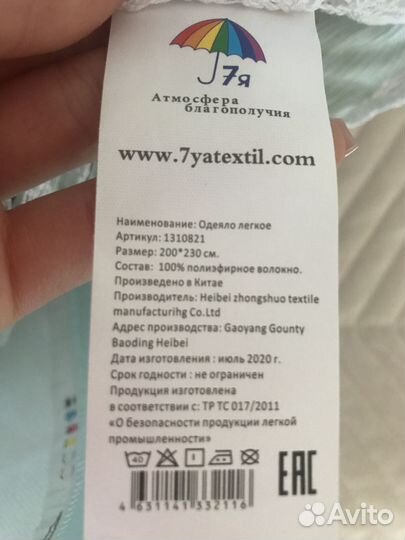 7я
Атмосфера
благополучия
www.7yatextil.com
Наименование: Одеяло легкое
Артикул: 1310821
Размер: 200*230 см.
Состав: 100% полиэфирное волокно.
Произведено в Китае
Производитель: Heibei zhongshuo textile
manufacturihg Co.Ltd
Адрес производства: Gaoyang Gounty
Baoding Heibei
Дата изготовления : июль 2020 г.
Срок годности : не ограничен
Продукция изготовлена
в соответствии с: ТР ТС 017/2011
«О безопасности продукции легкой
промышленности»
40
EAC
4 631141 332116
Avito